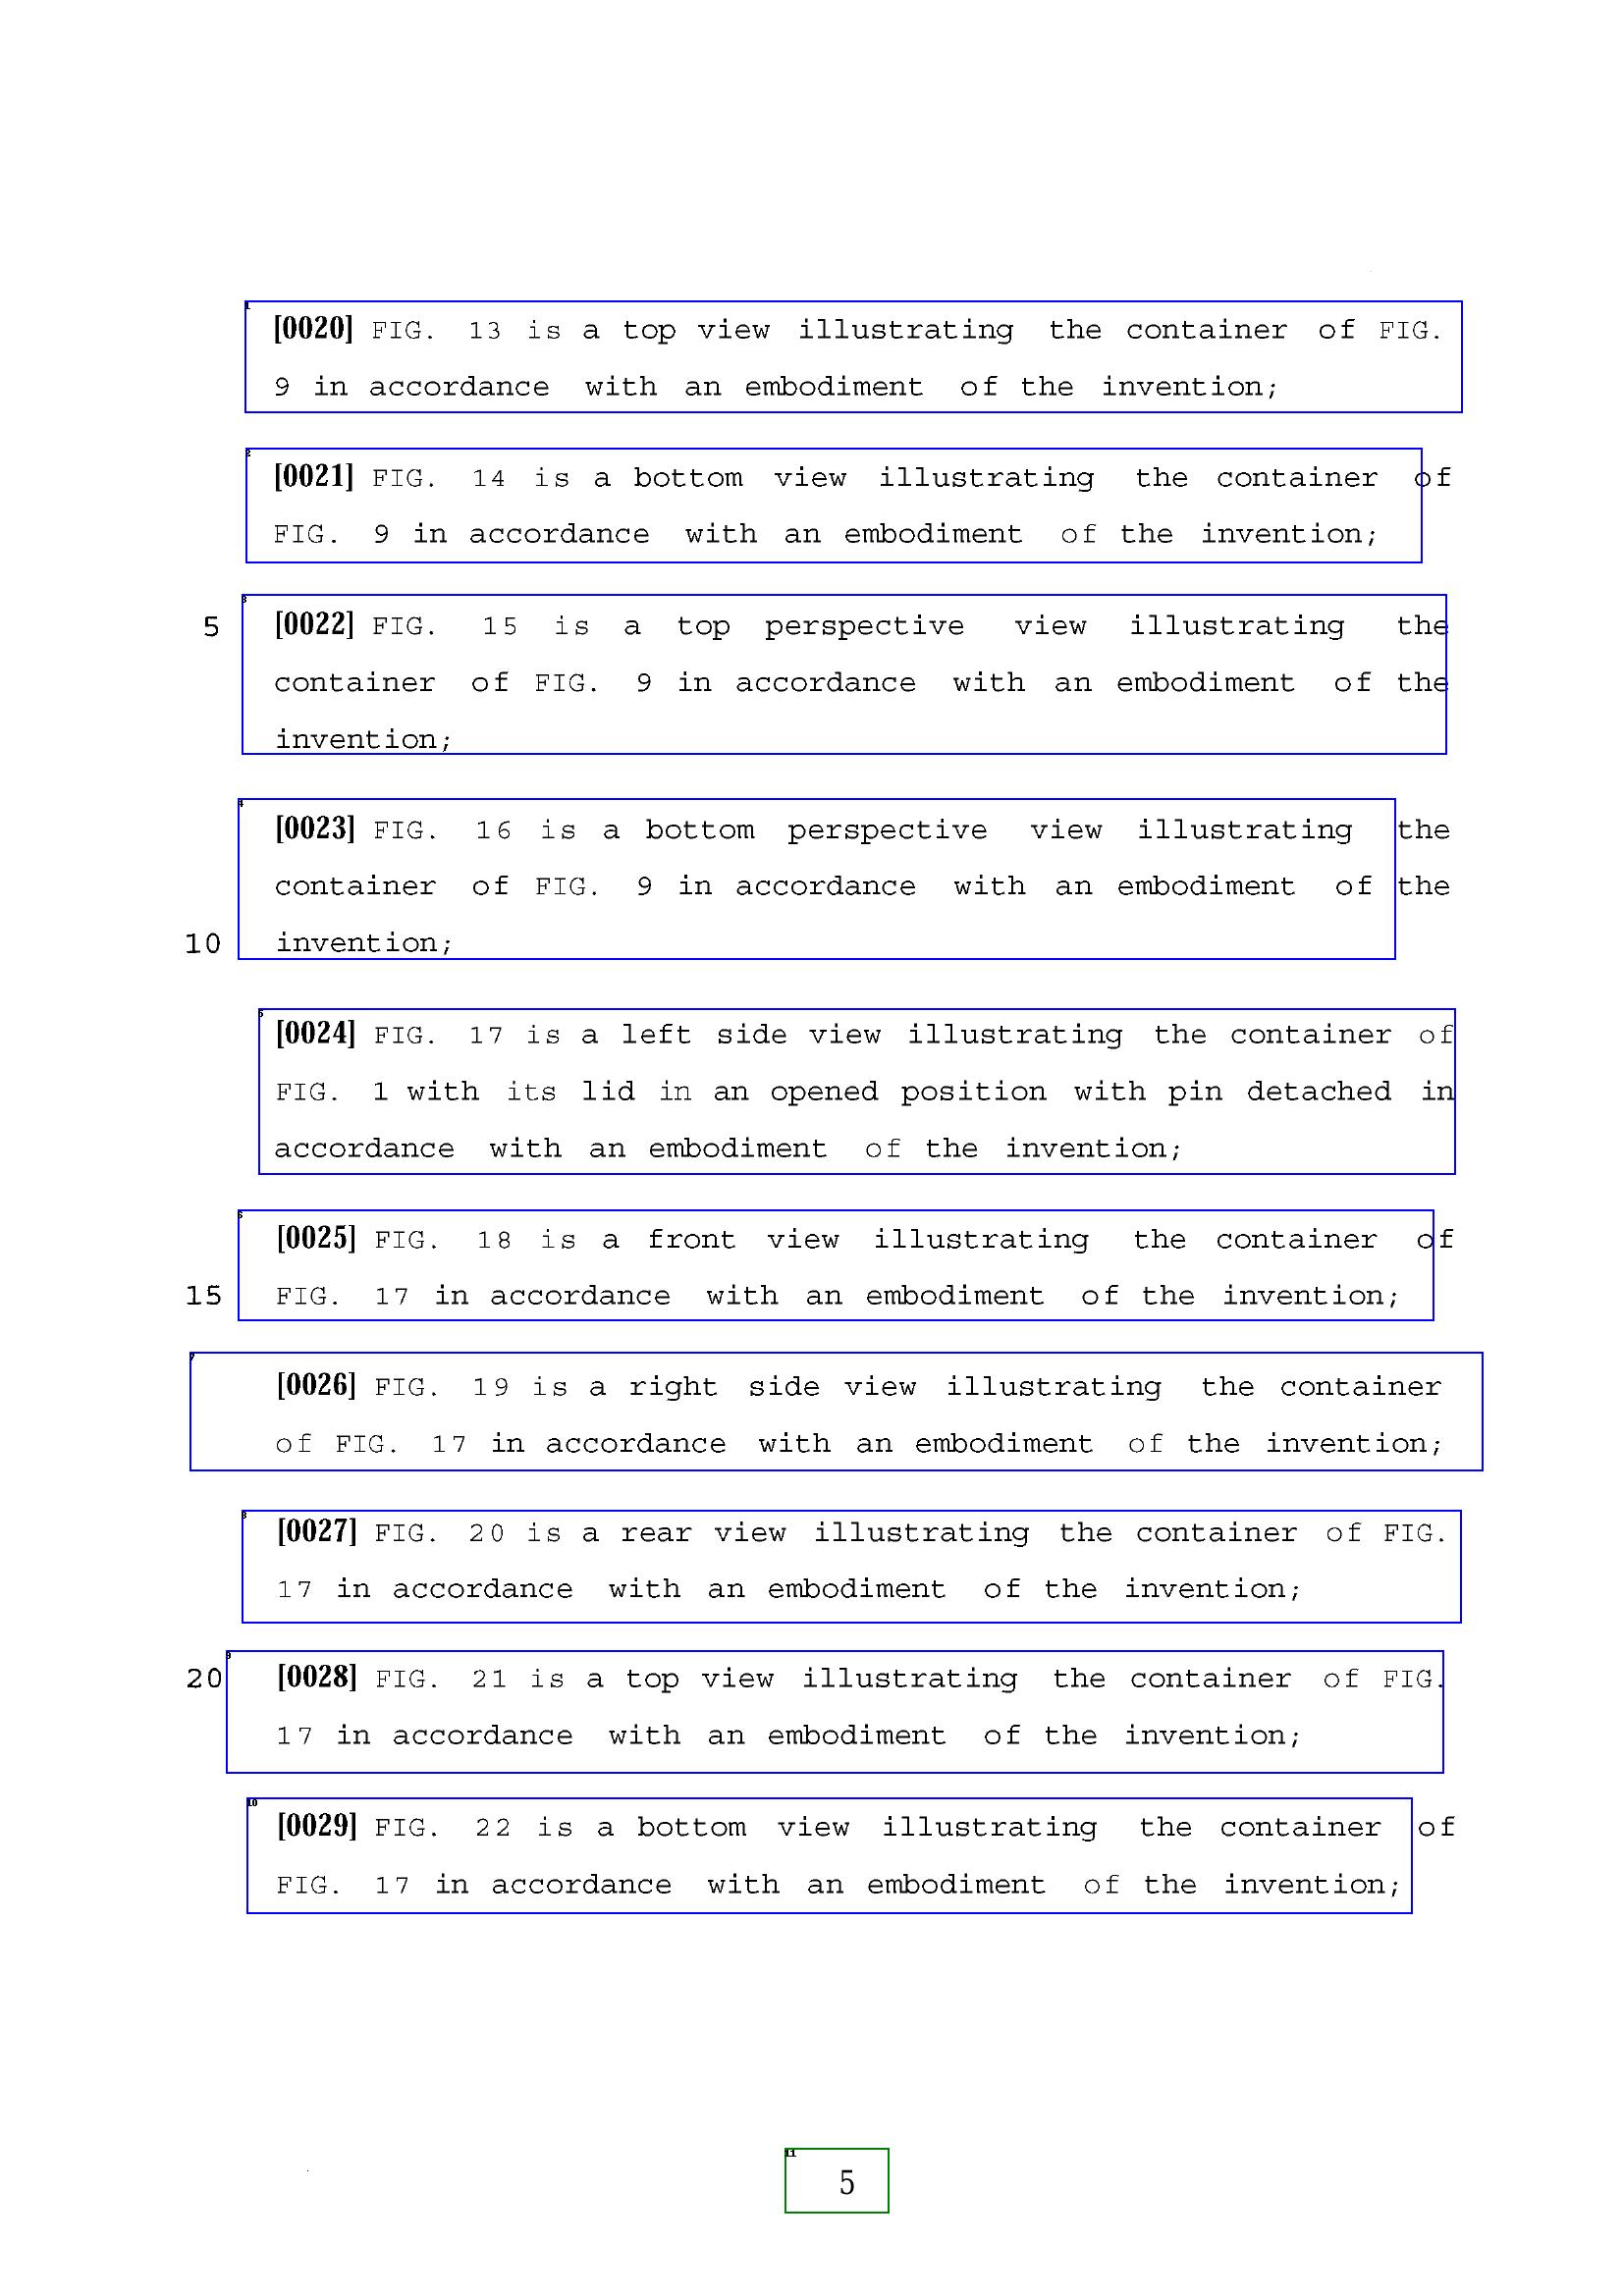 [0020] FIG. 13 is a top view illustrating the container of FIG.
9 in accordance with an embodiment of the invention;
[0021] FIG. 14 is a bottom view illustrating the container of
FIG. 9 in accordance with an embodiment of the invention;
5 [0022] FIG. 15 is a top perspective view illustrating the
container of FIG. 9 in accordance with an embodiment of the
invention;
[0023] FIG. 16 is a bottom perspective view illustrating the
container of FIG. 9 in accordance with an embodiment of the
10 invention;
[0024] FIG. 17 is a left side view illustrating the container of
FIG. 1 with its lid in an opened position with pin detached in
accordance with an embodiment of the invention;
[0025] FIG. 18 is a front view illustrating the container of
15 FIG. 17 in accordance with an embodiment of the invention;
[0026] FIG. 19 is a right side view illustrating the container
of FIG. 17 in accordance with an embodiment of the invention;
[0027] FIG. 20 is a rear view illustrating the container of FIG.
17 in accordance with an embodiment of the invention;
20 [0028] FIG. 21 is a top view illustrating the container of FIG.
17 in accordance with an embodiment of the invention;
[0029] FIG. 22 is a bottom view illustrating the container of
FIG. 17 in accordance with an embodiment of the invention;
5